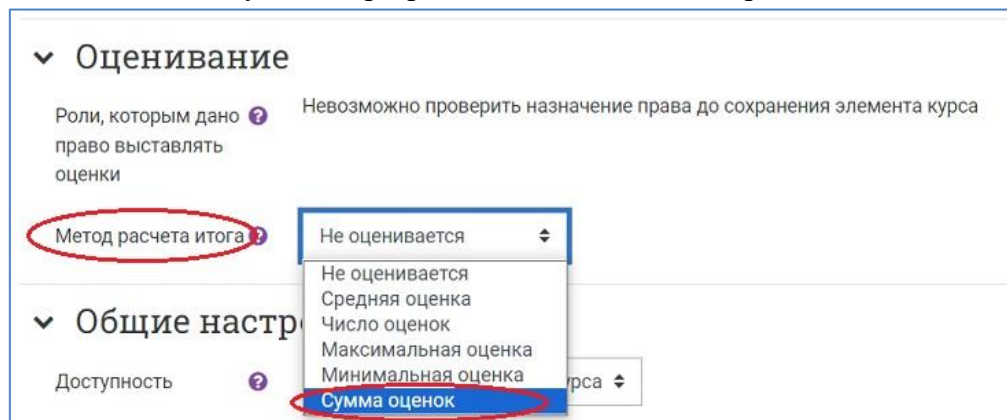 Оценивание
Роли, которым дано
право выставлять
оценки
Невозможно проверить назначение права до сохранения элемента курса
Метод расчета итога
Не оценивается
Не оценивается
Средняя оценка
Число оценок
Максимальная оценка
Минимальная оценка
Сумма оценок
Общие настр
Доступность
урса